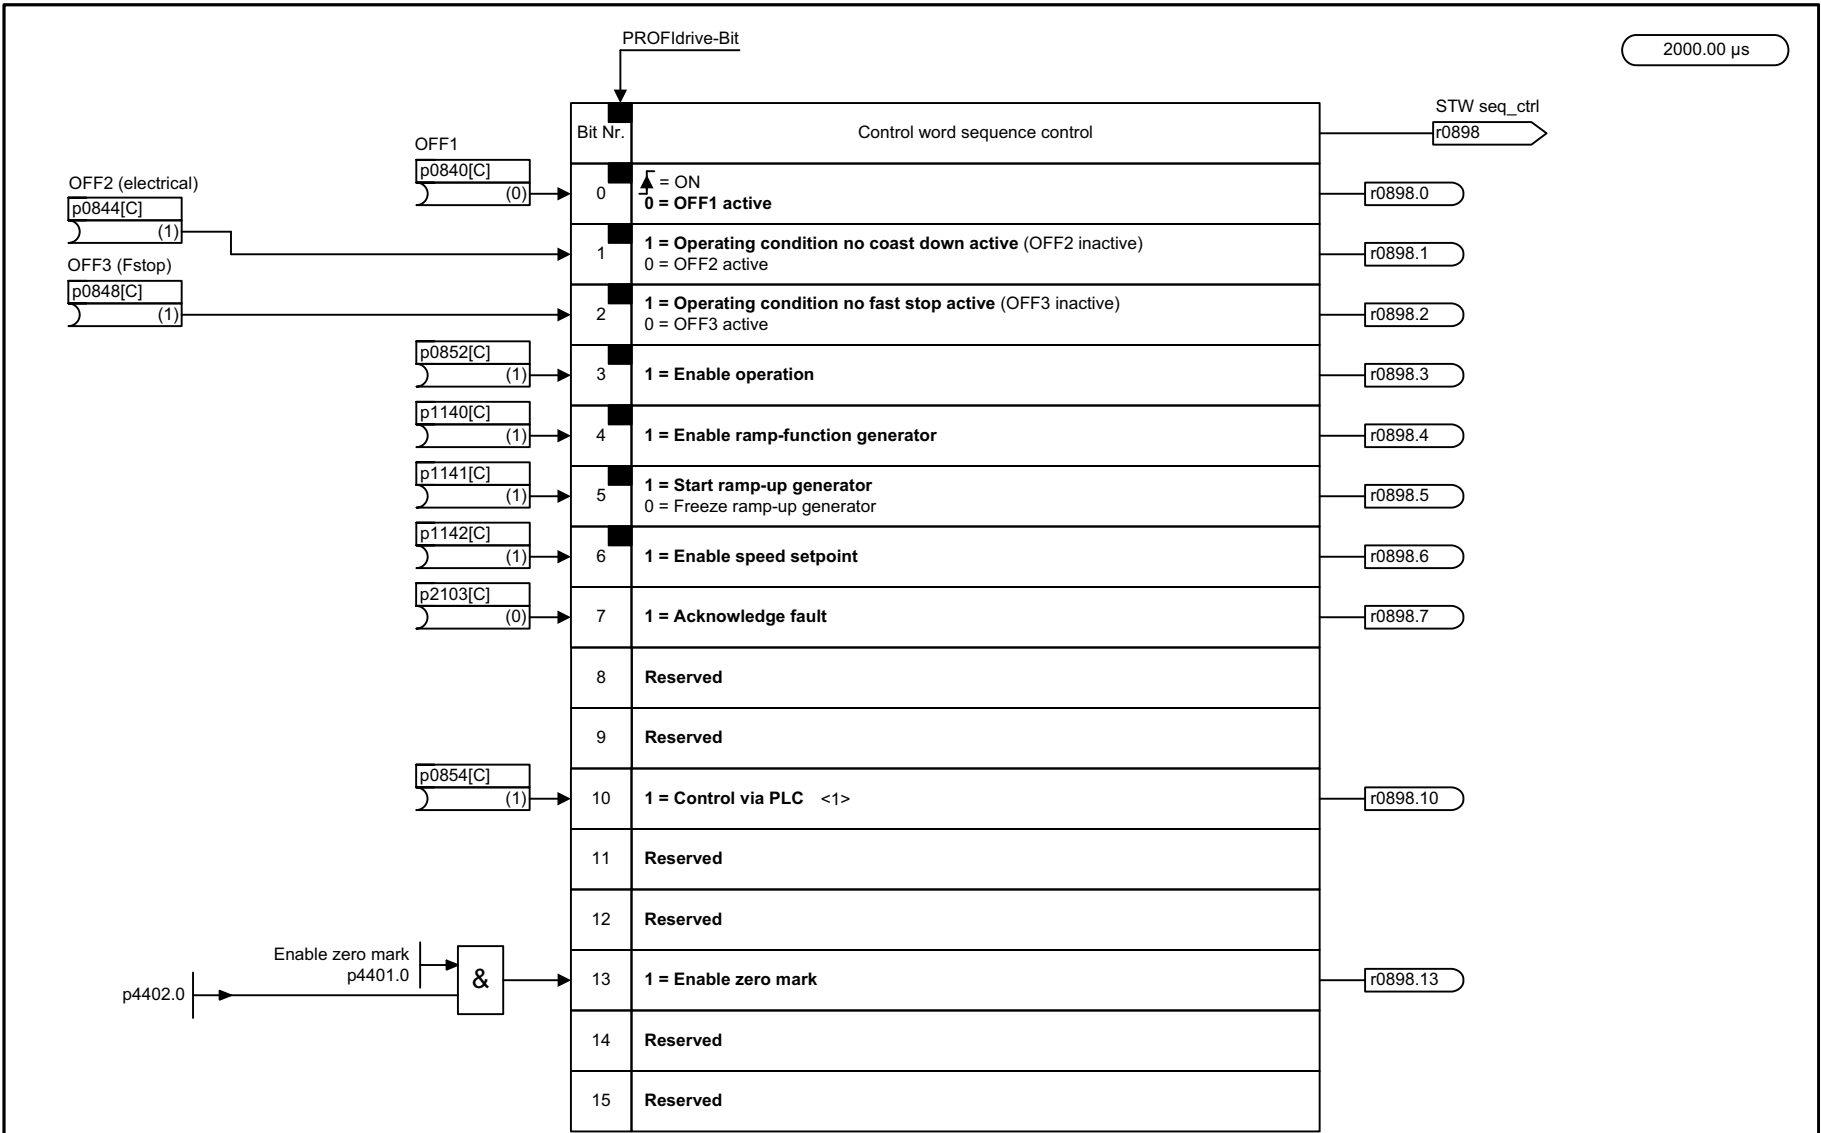 PROFIdrive-Bit
2000.00 µs
Bit Nr.
Control word sequence control
STW seq_ctrl
r0898
OFF1
p0840[C]
(0)
0
= ON
0 = OFF1 active
r0898.0
OFF2 (electrical)
p0844[C]
(1)
1
1 = Operating condition no coast down active (OFF2 inactive)
0 = OFF2 active
r0898.1
OFF3 (Fstop)
p0848[C]
(1)
2
1 = Operating condition no fast stop active (OFF3 inactive)
0 = OFF3 active
r0898.2
p0852[C]
(1)
3
1 = Enable operation
r0898.3
p1140[C]
(1)
4
1 = Enable ramp-function generator
r0898.4
p1141[C]
(1)
5
1 = Start ramp-up generator
0 = Freeze ramp-up generator
r0898.5
p1142[C]
(1)
6
1 = Enable speed setpoint
r0898.6
p2103[C]
(0)
7
1 = Acknowledge fault
r0898.7
8
Reserved
9
Reserved
p0854[C]
(1)
10
1 = Control via PLC <1>
r0898.10
11
Reserved
12
Reserved
Enable zero mark
p4401.0
p4402.0
&
13
1 = Enable zero mark
r0898.13
14
Reserved
15
Reserved